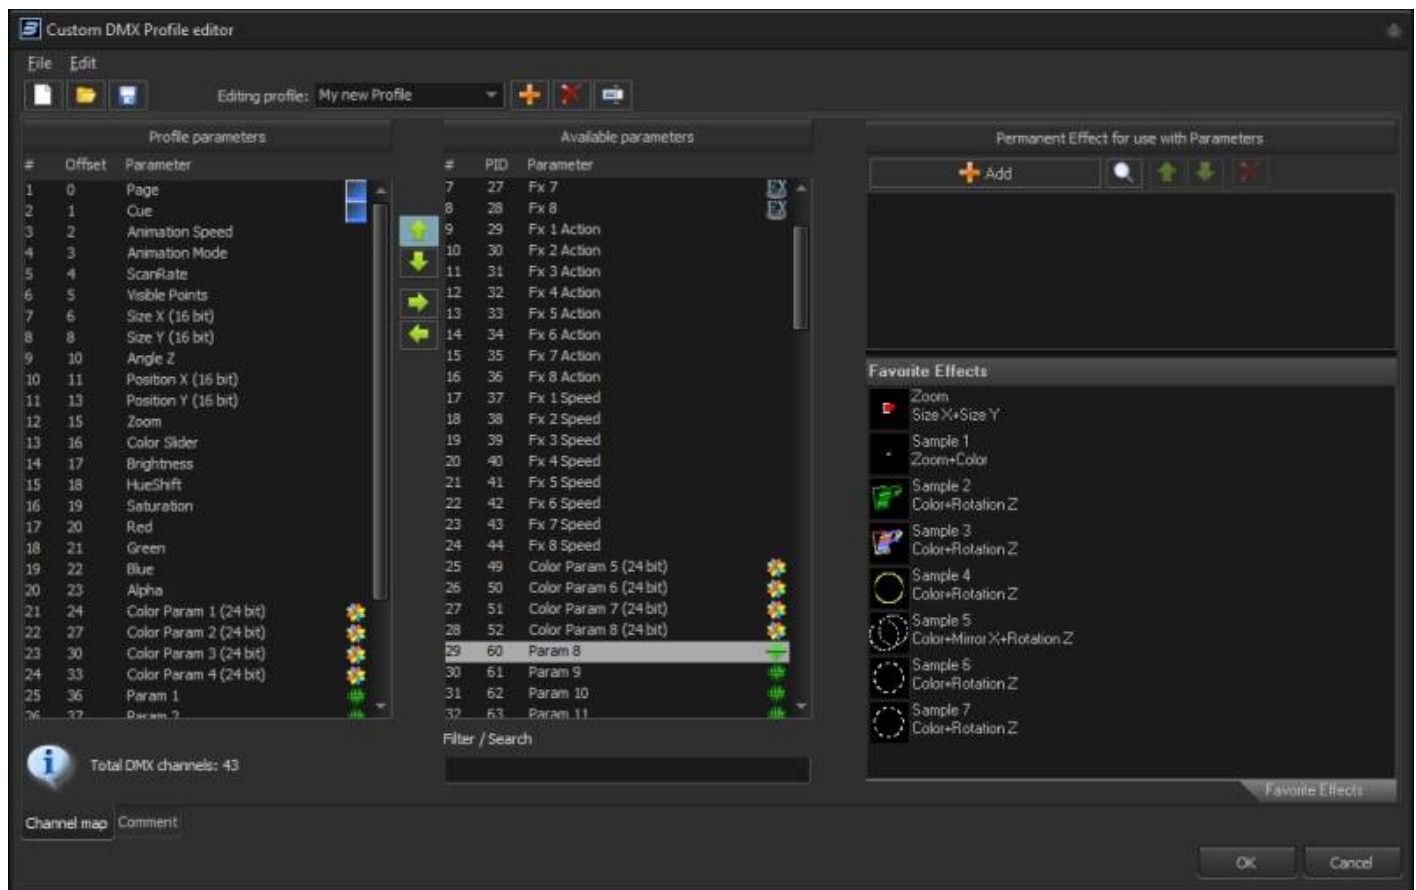 Custom DMX Profile editor
File Edit
Editing profile: My new Profile
Profile parameters
# Offset Parameter
1 0 Page
2 1 Cue
3 2 Animation Speed
4 3 Animation Mode
5 4 ScanRate
6 5 Visible Points
7 6 Size X (16 bit)
8 8 Size Y (16 bit)
9 10 Angle Z
10 11 Position X (16 bit)
11 13 Position Y (16 bit)
12 15 Zoom
13 16 Color Slider
14 17 Brightness
15 18 HueShift
16 19 Saturation
17 20 Red
18 21 Green
19 22 Blue
20 23 Alpha
21 24 Color Param 1 (24 bit)
22 27 Color Param 2 (24 bit)
23 30 Color Param 3 (24 bit)
24 33 Color Param 4 (24 bit)
25 36 Param 1
26 37 Param 2
Total DMX channels: 43
Available parameters
# PID Parameter
7 27 Fx 7 FX
8 28 Fx 8 FX
9 29 Fx 1 Action
10 30 Fx 2 Action
11 31 Fx 3 Action
12 32 Fx 4 Action
13 33 Fx 5 Action
14 34 Fx 6 Action
15 35 Fx 7 Action
16 36 Fx 8 Action
17 37 Fx 1 Speed
18 38 Fx 2 Speed
19 39 Fx 3 Speed
20 40 Fx 4 Speed
21 41 Fx 5 Speed
22 42 Fx 6 Speed
23 43 Fx 7 Speed
24 44 Fx 8 Speed
25 49 Color Param 5 (24 bit)
26 50 Color Param 6 (24 bit)
27 51 Color Param 7 (24 bit)
28 52 Color Param 8 (24 bit)
29 60 Param 8
30 61 Param 9
31 62 Param 10
32 63 Param 11
Filter / Search
Permanent Effect for use with Parameters
Add
Favorite Effects
Zoom
Size X+Size Y
Sample 1
Zoom+Color
Sample 2
Color+Rotation Z
Sample 3
Color+Rotation Z
Sample 4
Color+Rotation Z
Sample 5
Color+Mirror X+Rotation Z
Sample 6
Color+Rotation Z
Sample 7
Color+Rotation Z
Favorite Effects
Channel map Comment
OK Cancel